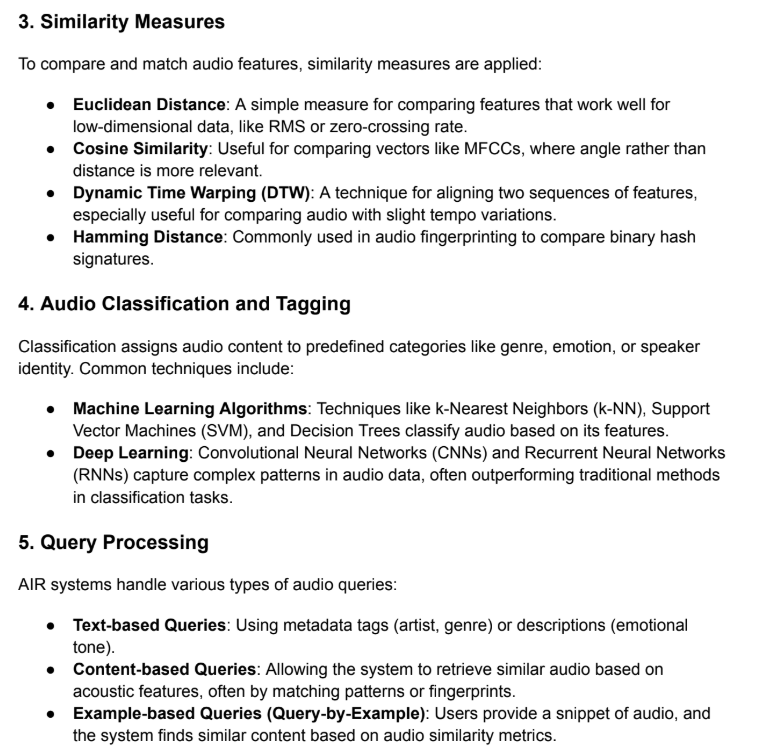 3. Similarity Measures
To compare and match audio features, similarity measures are applied:
● Euclidean Distance: A simple measure for comparing features that work well for
low-dimensional data, like RMS or zero-crossing rate.
● Cosine Similarity: Useful for comparing vectors like MFCCs, where angle rather than
distance is more relevant.
● Dynamic Time Warping (DTW): A technique for aligning two sequences of features,
especially useful for comparing audio with slight tempo variations.
● Hamming Distance: Commonly used in audio fingerprinting to compare binary hash
signatures.
4. Audio Classification and Tagging
Classification assigns audio content to predefined categories like genre, emotion, or speaker
identity. Common techniques include:
● Machine Learning Algorithms: Techniques like k-Nearest Neighbors (k-NN), Support
Vector Machines (SVM), and Decision Trees classify audio based on its features.
● Deep Learning: Convolutional Neural Networks (CNNs) and Recurrent Neural Networks
(RNNs) capture complex patterns in audio data, often outperforming traditional methods
in classification tasks.
5. Query Processing
AIR systems handle various types of audio queries:
● Text-based Queries: Using metadata tags (artist, genre) or descriptions (emotional
tone).
● Content-based Queries: Allowing the system to retrieve similar audio based on
acoustic features, often by matching patterns or fingerprints.
● Example-based Queries (Query-by-Example): Users provide a snippet of audio, and
the system finds similar content based on audio similarity metrics.